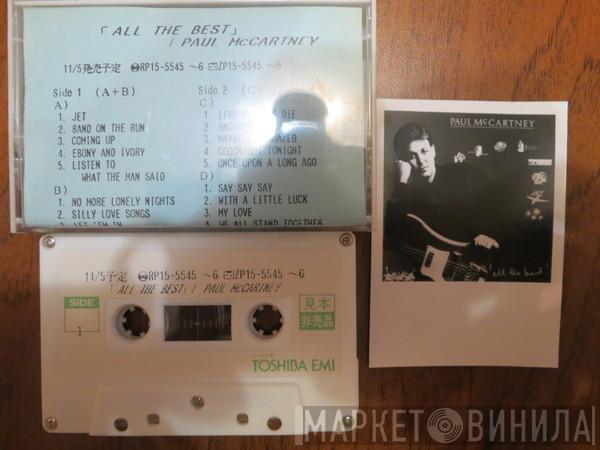 「ALL THE BEST」
/ PAUL McCARTNEY
11/5発売予定 RP15-5545 ～6 ZP15-5545 ～6
Side 1 (A+B)
A)
1. JET
2. BAND ON THE RUN
3. COMING UP
4. EBONY AND IVORY
5. LISTEN TO
WHAT THE MAN SAID
B)
1. NO MORE LONELY NIGHTS
2. SILLY LOVE SONGS
3. LET 'EM IN
Side 2
C)
1. LIVE DIE
2.
3. MAYBE
4. GOODNIGHT TONIGHT
5. ONCE UPON A LONG AGO
D)
1. SAY SAY SAY
2. WITH A LITTLE LUCK
3. MY LOVE
4. WE ALL STAND TOGETHER
PAUL McCARTNEY
all the best
11/5予定 RP15-5545 ～6 ZP15-5545 ～6
「ALL THE BEST」/ PAUL McCARTNEY
SIDE
1
見本
非売品
TOSHIBA EMI
МАРКЕТ ВИНИЛА